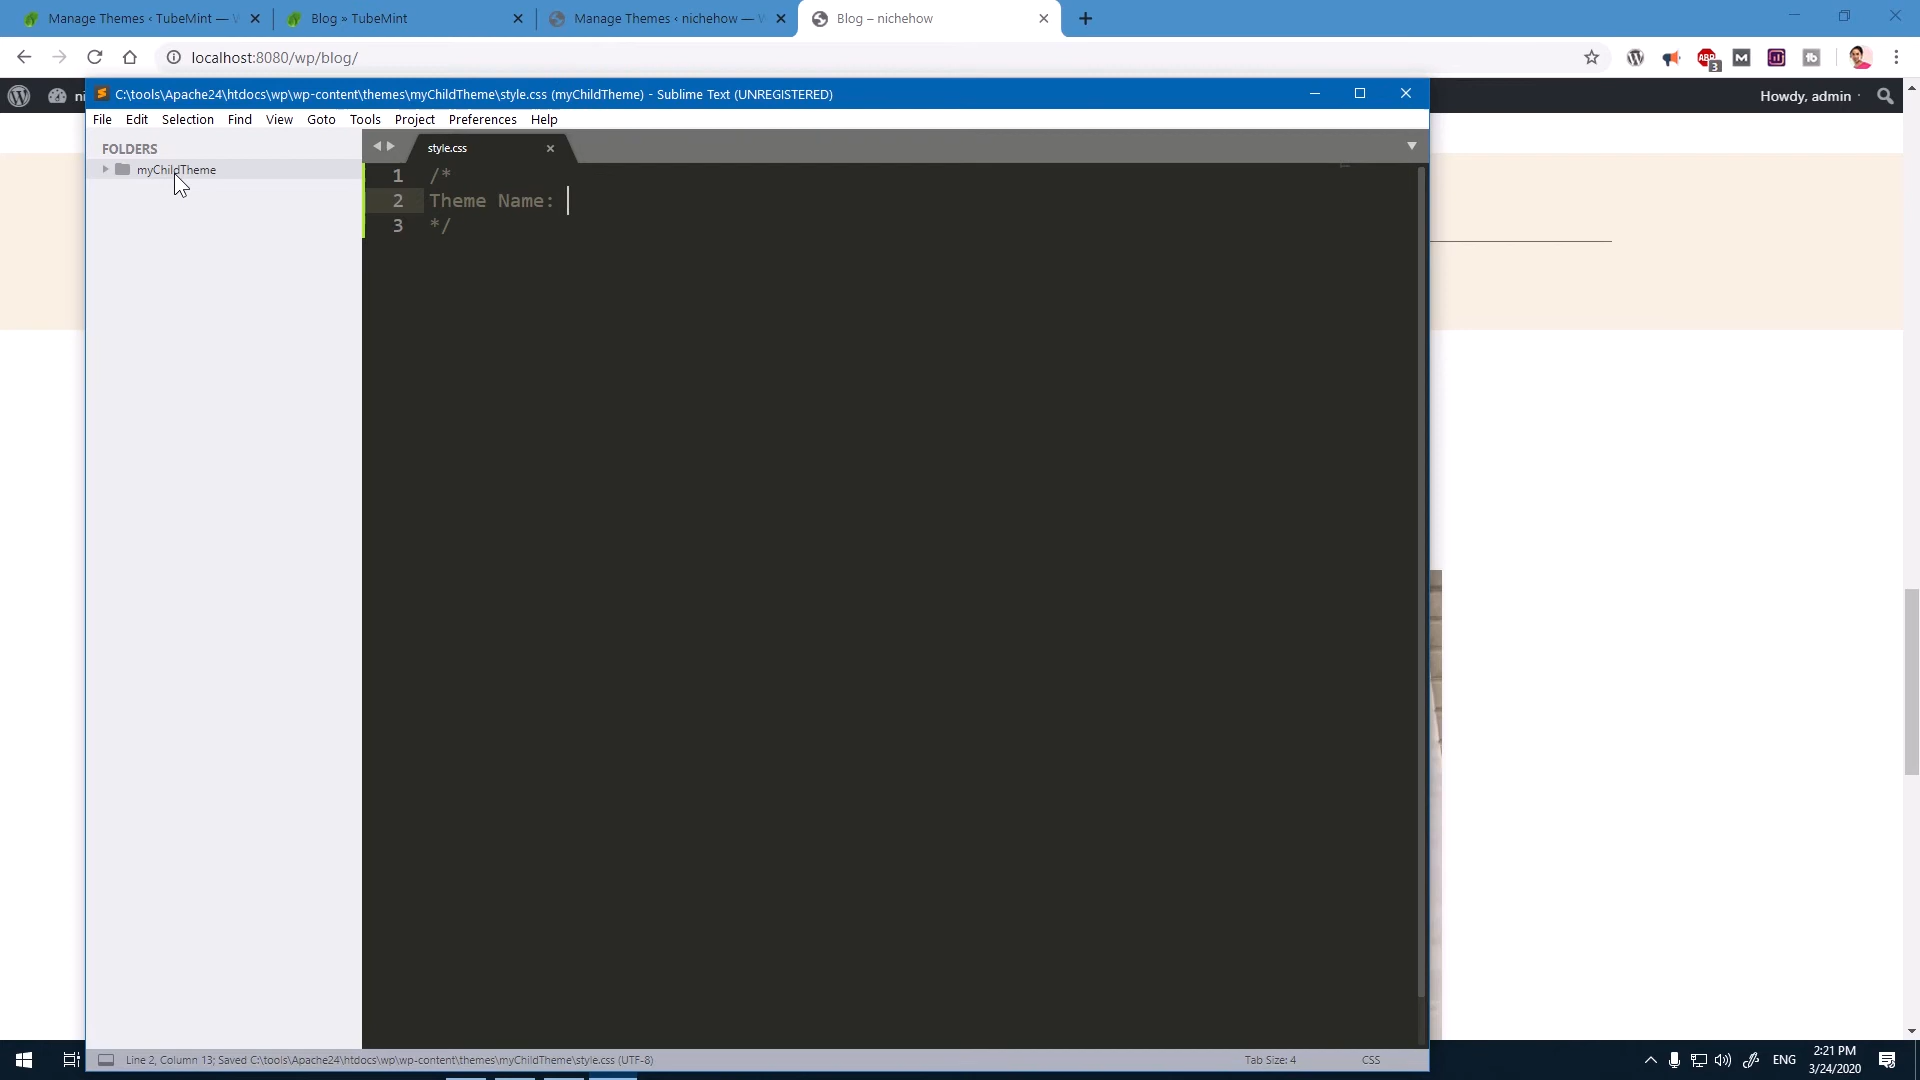 Manage Themes ‹ TubeMint —
Blog » TubeMint
Manage Themes ‹ nichehow —
Blog – nichehow
localhost:8080/wp/blog/
ABP
3
Howdy, admin
C:\tools\Apache24\htdocs\wp\wp-content\themes\myChildTheme\style.css (myChildTheme) - Sublime Text (UNREGISTERED)
File Edit Selection Find View Goto Tools Project Preferences Help
FOLDERS
myChildTheme
style.css
1 /*
2 Theme Name:
3 */
Line 2, Column 13; Saved C:\tools\Apache24\htdocs\wp\wp-content\themes\myChildTheme\style.css (UTF-8)
Tab Size: 4
CSS
ENG
2:21 PM
3/24/2020